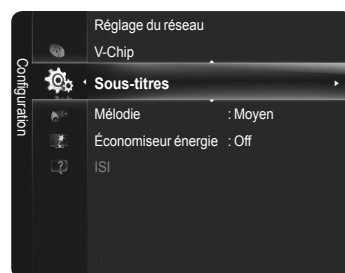 Configuration
Réglage du réseau
V-Chip
Sous-titres
Mélodie : Moyen
Économiseur énergie : Off
ISI